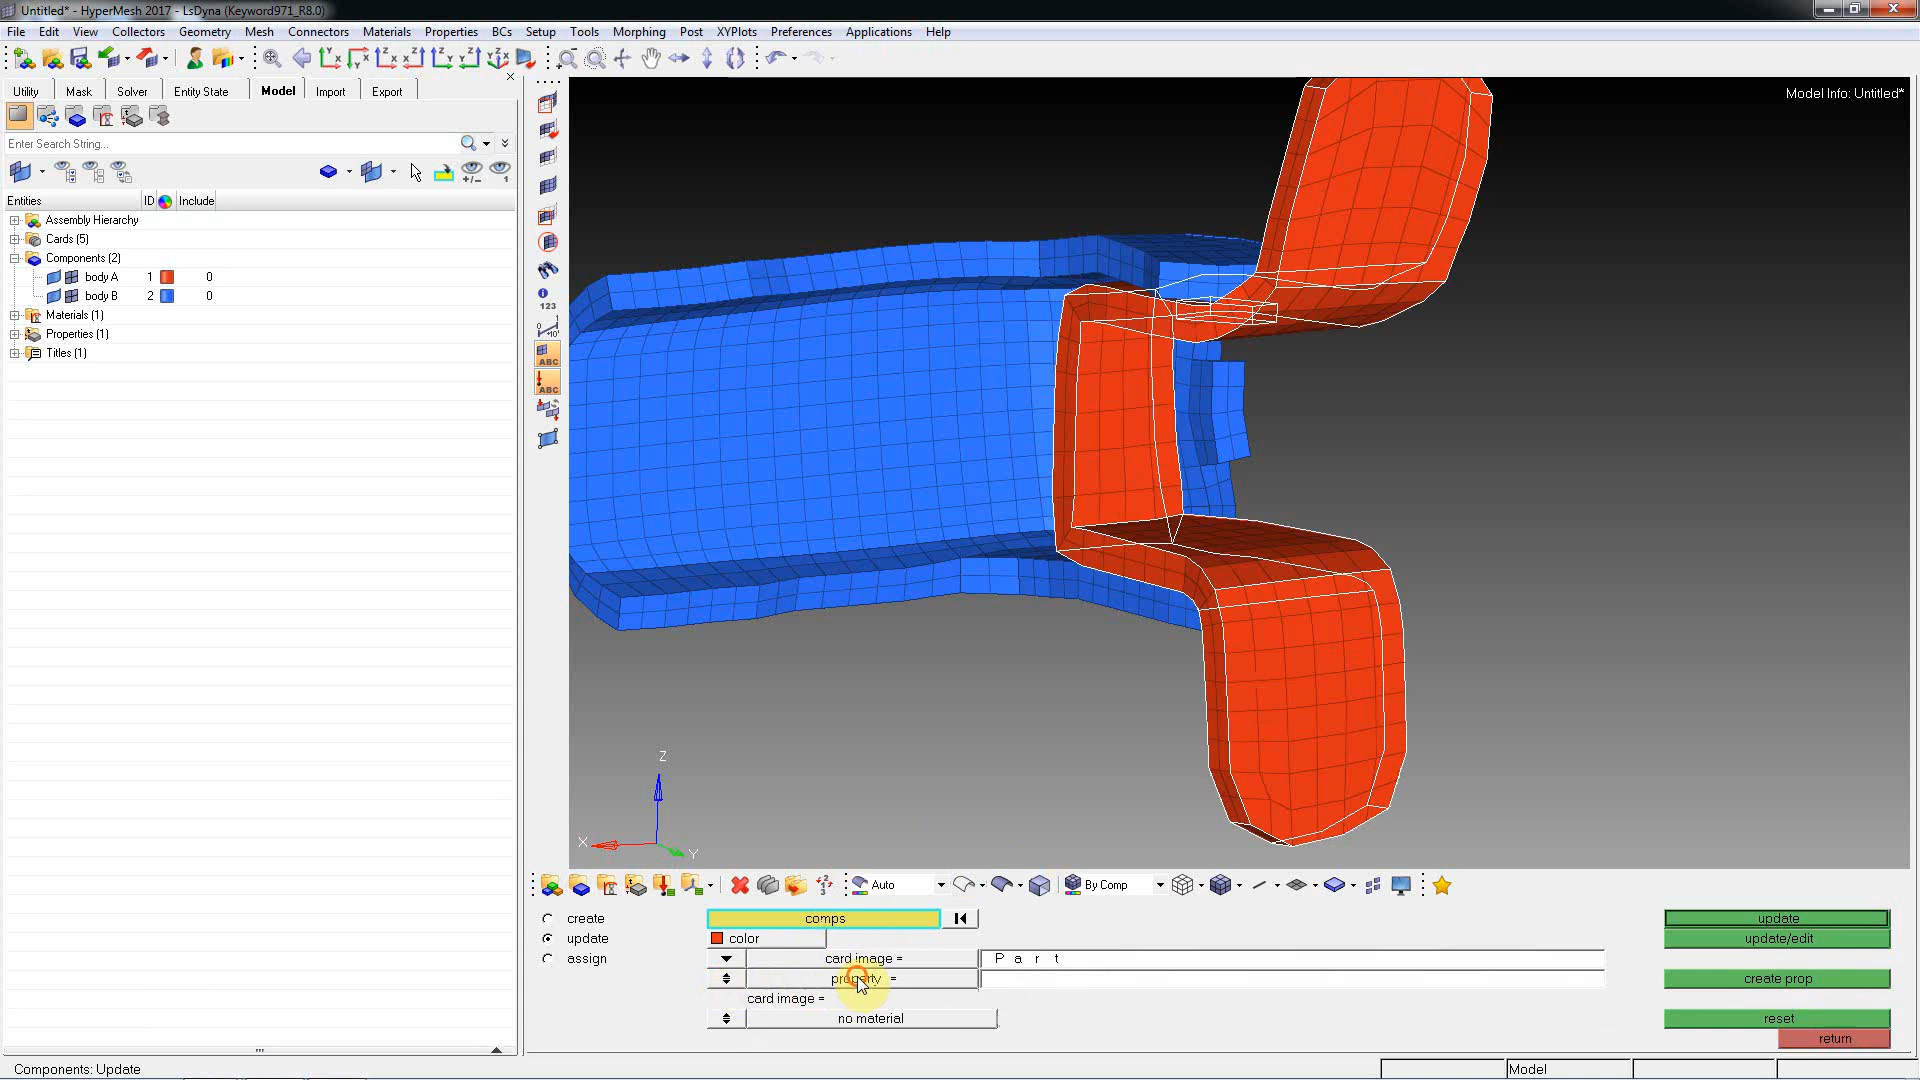 Untitled* - HyperMesh 2017 - LsDyna (Keyword971_R8.0)
File Edit View Collectors Geometry Mesh Connectors Materials Properties BCs Setup Tools Morphing Post XYPlots Preferences Applications Help
Utility Mask Solver Entity State Model Import Export
Model Info: Untitled*
Enter Search String...
Entities ID Include
Assembly Hierarchy
Cards (5)
Components (2)
body A 1 0
body B 2 0
Materials (1)
Properties (1)
Titles (1)
123
ABC
ABC
Z
X
Y
Auto By Comp
create comps update
update color update/edit
assign card image = Part
property = create prop
card image =
no material reset
return
Components: Update Model